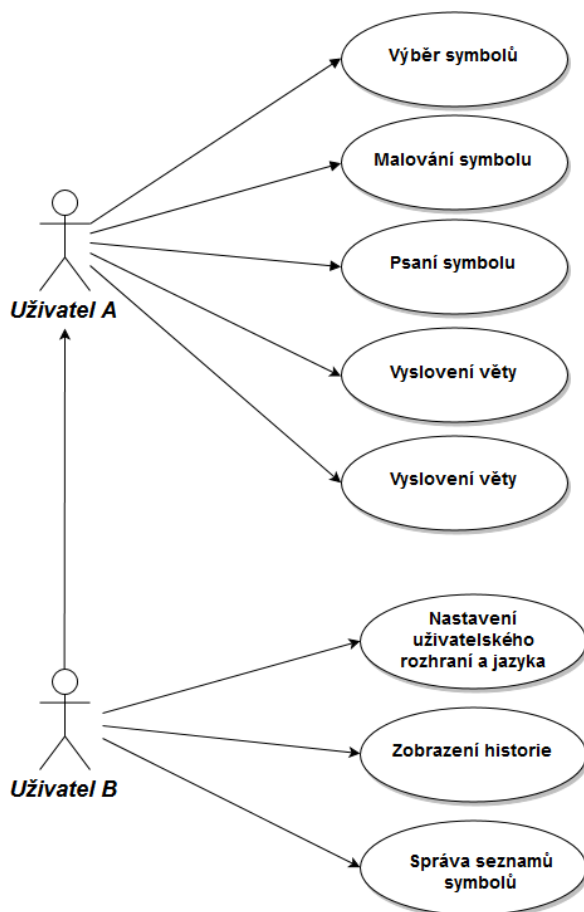 Výběr symbolů
Malování symbolu
Psaní symbolu
Uživatel A
Vyslovení věty
Vyslovení věty
Nastavení
uživatelského
rozhraní a jazyka
Zobrazení historie
Uživatel B
Správa seznamů
symbolů